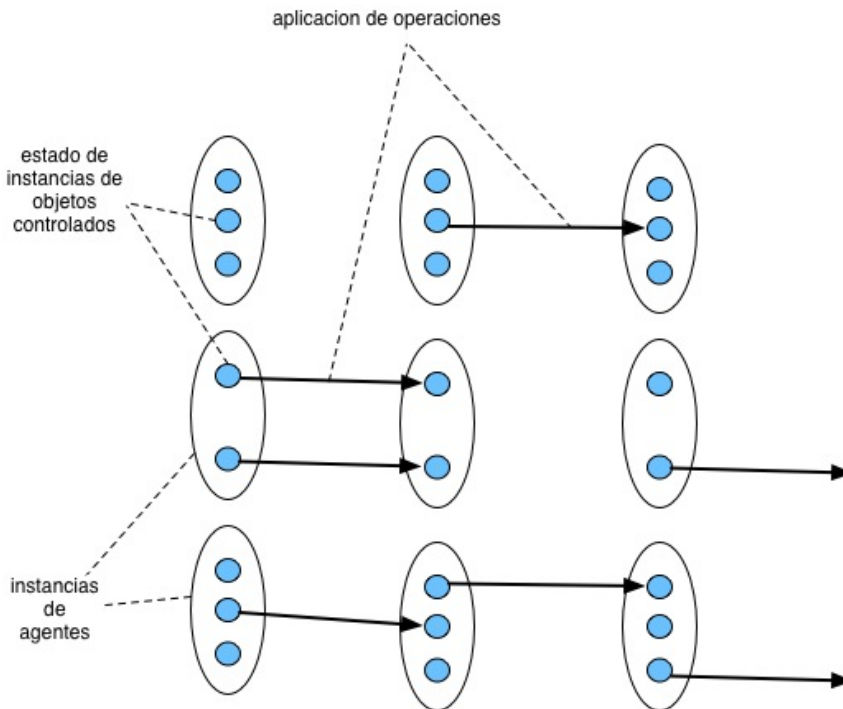 aplicacion de operaciones
estado de
instancias de
objetos
controlados
instancias
de
agentes